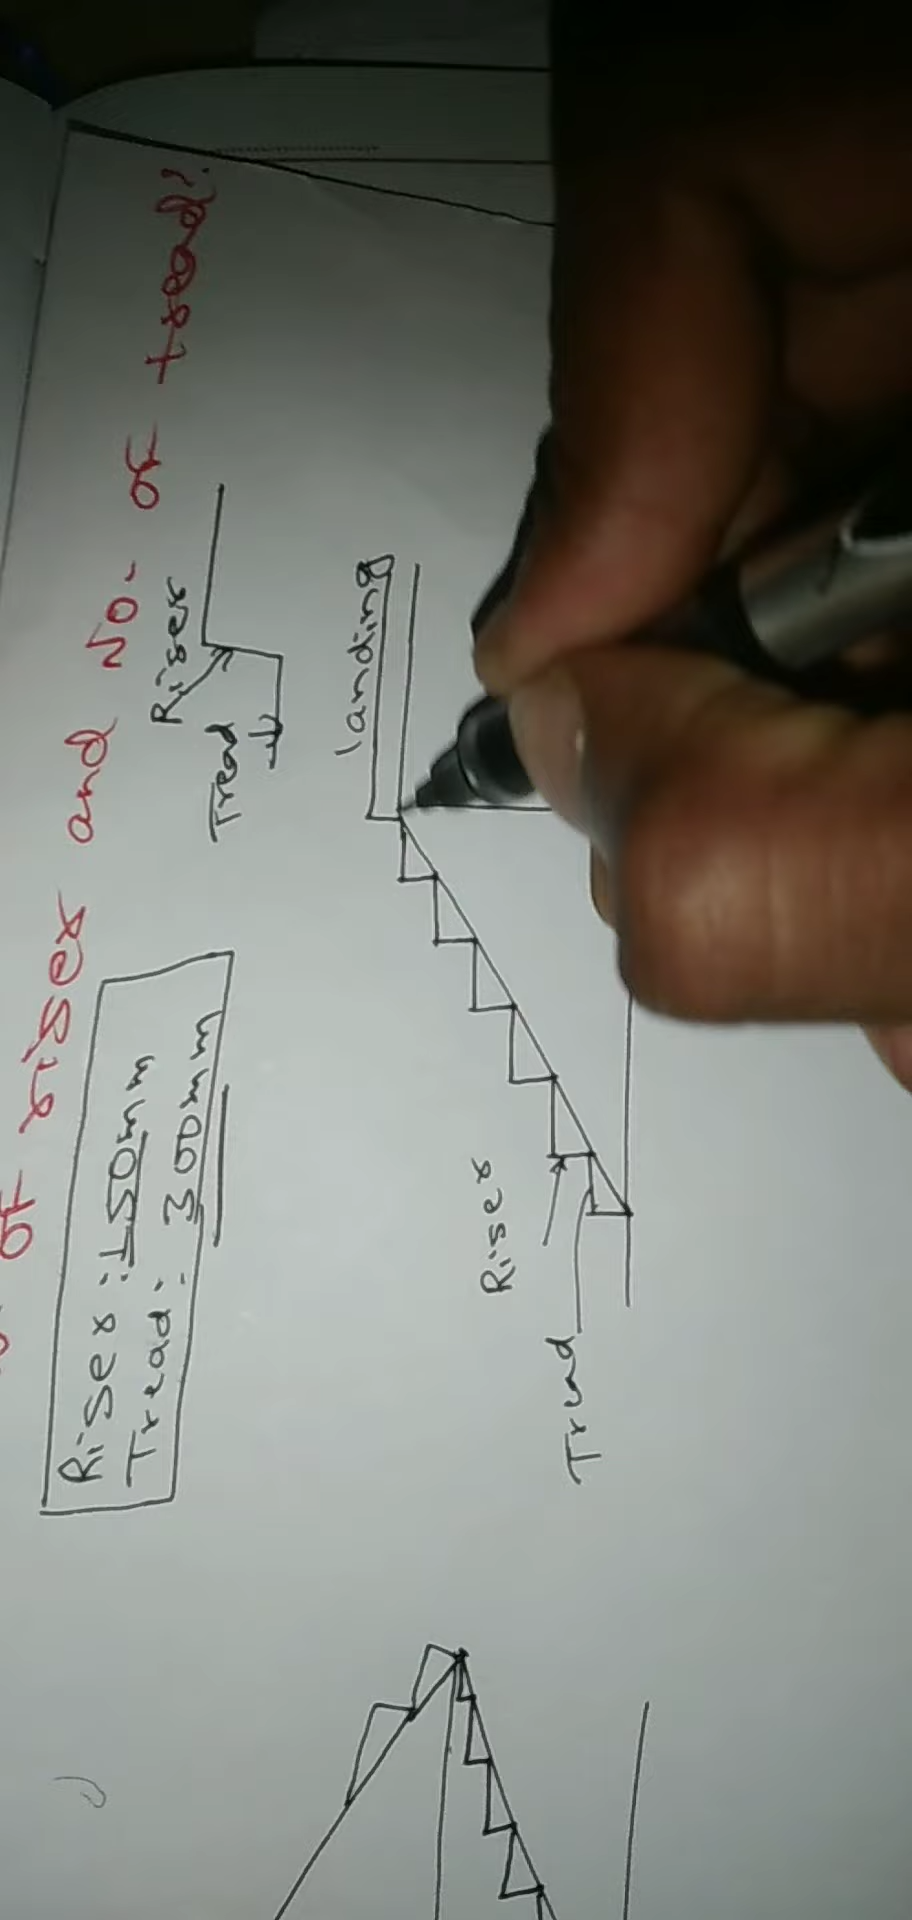 of riser and No. of tread?
Riser : 150mm
Tread : 300mm
Riser
Tread
landing
Riser
Tread